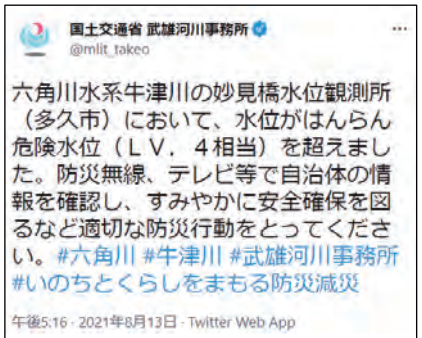 国土交通省 武雄河川事務所
@mlit_takeo
六角川水系牛津川の妙見橋水位観測所
（多久市）において、水位がはんらん
危険水位（ＬＶ．４相当）を超えまし
た。防災無線、テレビ等で自治体の情
報を確認し、すみやかに安全確保を図
るなど適切な防災行動をとってくださ
い。#六角川 #牛津川 #武雄河川事務所
#いのちとくらしをまもる防災減災
午後5:16 · 2021年8月13日 · Twitter Web App